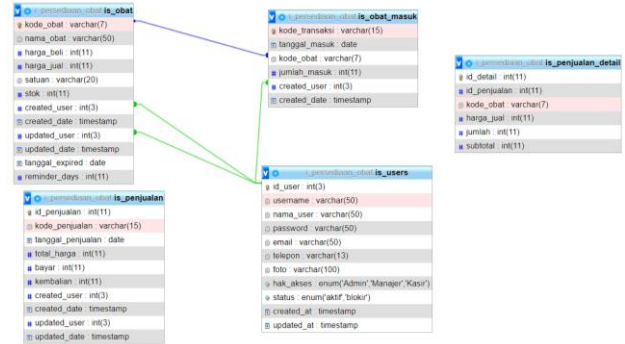 i_persediaan_obat is_obat
kode_obat : varchar(7)
nama_obat : varchar(50)
harga_beli : int(11)
harga_jual : int(11)
satuan : varchar(20)
stok : int(11)
created_user : int(3)
created_date : timestamp
updated_user : int(3)
updated_date : timestamp
tanggal_expired : date
reminder_days : int(11)
i_persediaan_obat is_obat_masuk
kode_transaksi : varchar(15)
tanggal_masuk : date
kode_obat : varchar(7)
jumlah_masuk : int(11)
created_user : int(3)
created_date : timestamp
i_persediaan_obat is_penjualan_detail
id_detail : int(11)
id_penjualan : int(11)
kode_obat : varchar(7)
harga_jual : int(11)
jumlah : int(11)
subtotal : int(11)
i_persediaan_obat is_penjualan
id_penjualan : int(11)
kode_penjualan : varchar(15)
tanggal_penjualan : date
total_harga : int(11)
bayar : int(11)
kembalian : int(11)
created_user : int(3)
created_date : timestamp
updated_user : int(3)
updated_date : timestamp
i_persediaan_obat is_users
id_user : int(3)
username : varchar(50)
nama_user : varchar(50)
password : varchar(50)
email : varchar(50)
telepon : varchar(13)
foto : varchar(100)
hak_akses : enum('Admin','Manajer','Kasir')
status : enum('aktif','blokir')
created_at : timestamp
updated_at : timestamp